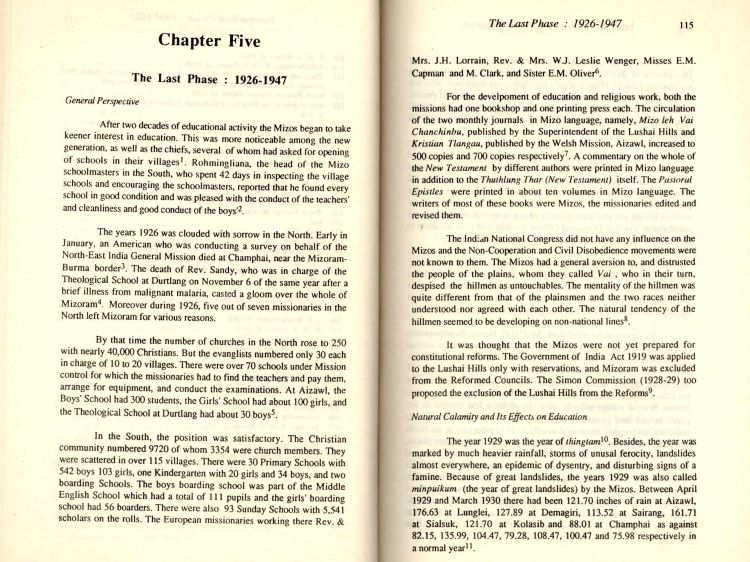 Chapter Five
The Last Phase : 1926-1947
General Perspective
After two decades of educational activity the Mizos began to take
keener interest in education. This was more noticeable among the new
generation, as well as the chiefs, several of whom had asked for opening
of schools in their villages1. Rohmingliana, the head of the Mizo
schoolmasters in the South, who spent 42 days in inspecting the village
schools and encouraging the schoolmasters, reported that he found every
school in good condition and was pleased with the conduct of the teachers'
and cleanliness and good conduct of the boys'2.
The years 1926 was clouded with sorrow in the North. Early in
January, an American who was conducting a survey on behalf of the
North-East India General Mission died at Champhai, near the Mizoram-
Burma border3. The death of Rev. Sandy, who was in charge of the
Theological School at Durtlang on November 6 of the same year after a
brief illness from malignant malaria, casted a gloom over the whole of
Mizoram4. Moreover during 1926, five out of seven missionaries in the
North left Mizoram for various reasons.
By that time the number of churches in the North rose to 250
with nearly 40,000 Christians. But the evanglists numbered only 30 each
in charge of 10 to 20 villages. There were over 70 schools under Mission
control for which the missionaries had to find the teachers and pay them,
arrange for equipment, and conduct the examinations. At Aizawl, the
Boys' School had 300 students, the Girls' School had about 100 girls, and
the Theological School at Durtlang had about 30 boys5.
In the South, the position was satisfactory. The Christian
community numbered 9720 of whom 3354 were church members. They
were scattered in over 115 villages. There were 30 Primary Schools with
542 boys 103 girls, one Kindergarten with 20 girls and 34 boys, and two
boarding Schools. The boys boarding school was part of the Middle
English School which had a total of 111 pupils and the girls' boarding
school had 56 boarders. There were also 93 Sunday Schools with 5,541
scholars on the rolls. The European missionaries working there Rev. &
The Last Phase : 1926-1947 115
Mrs. J.H. Lorrain, Rev. & Mrs. W.J. Leslie Wenger, Misses E.M.
Capman and M. Clark, and Sister E.M. Oliver6.
For the develpoment of education and religious work, both the
missions had one bookshop and one printing press each. The circulation
of the two monthly journals in Mizo language, namely, Mizo leh Vai
Chanchinbu, published by the Superintendent of the Lushai Hills and
Kristian Tlangau, published by the Welsh Mission, Aizawl, increased to
500 copies and 700 copies respectively7. A commentary on the whole of
the New Testament by different authors were printed in Mizo language
in addition to the Thuthlung Thar (New Testament) itself. The Pastoral
Epistles were printed in about ten volumes in Mizo language. The
writers of most of these books were Mizos, the missionaries edited and
revised them.
The Indian National Congress did not have any influence on the
Mizos and the Non-Cooperation and Civil Disobedience movements were
not known to them. The Mizos had a general aversion to, and distrusted
the people of the plains, whom they called Vai , who in their turn,
despised the hillmen as untouchables. The mentality of the hillmen was
quite different from that of the plainsmen and the two races neither
understood nor agreed with each other. The natural tendency of the
hillmen seemed to be developing on non-national lines8.
It was thought that the Mizos were not yet prepared for
constitutional reforms. The Government of India Act 1919 was applied
to the Lushai Hills only with reservations, and Mizoram was excluded
from the Reformed Councils. The Simon Commission (1928-29) too
proposed the exclusion of the Lushai Hills from the Reforms9.
Natural Calamity and Its Effects on Education
The year 1929 was the year of thingtam10. Besides, the year was
marked by much heavier rainfall, storms of unusal ferocity, landslides
almost everywhere, an epidemic of dysentry, and disturbing signs of a
famine. Because of great landslides, the years 1929 was also called
minpuikum (the year of great landslides) by the Mizos. Between April
1929 and March 1930 there had been 121.70 inches of rain at Aizawl,
176.63 at Lunglei, 127.89 at Demagiri, 113.52 at Sairang, 161.71
at Sialsuk, 121.70 at Kolasib and 88.01 at Champhai as against
82.15, 135.99, 104.47, 79.28, 108.47, 100.47 and 75.98 respectively in
a normal year11.